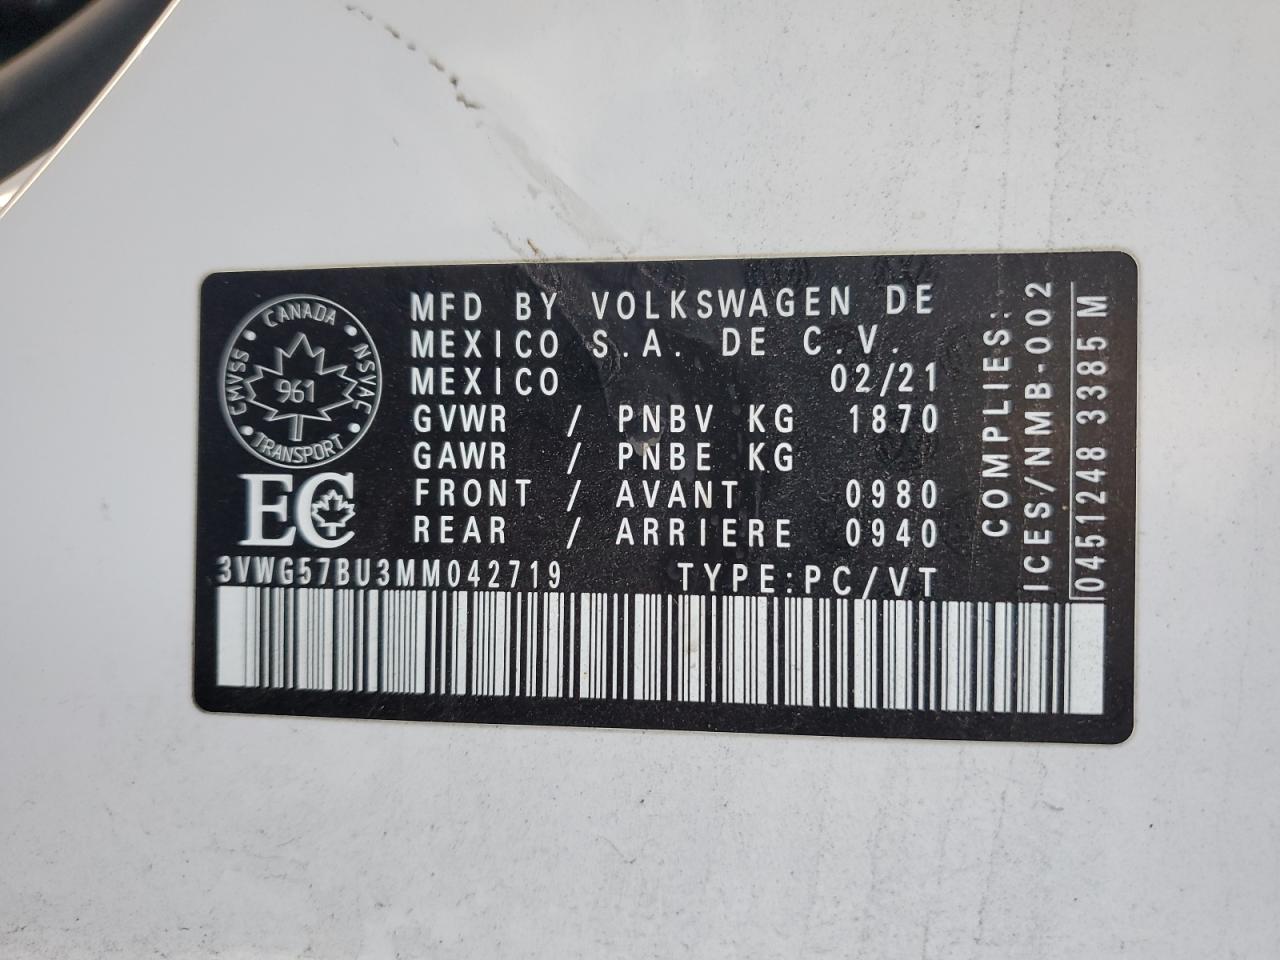 CANADA
CMVSS NSVAC
961
TRANSPORT
EC
MFD BY VOLKSWAGEN DE
MEXICO S.A. DE C.V.
MEXICO 02/21
GVWR / PNBV KG 1870
GAWR / PNBE KG
FRONT / AVANT 0980
REAR / ARRIERE 0940
3VWG57BU3MM042719 TYPE:PC/VT
COMPLIES:
ICES/NMB-002
0451248 3385 M